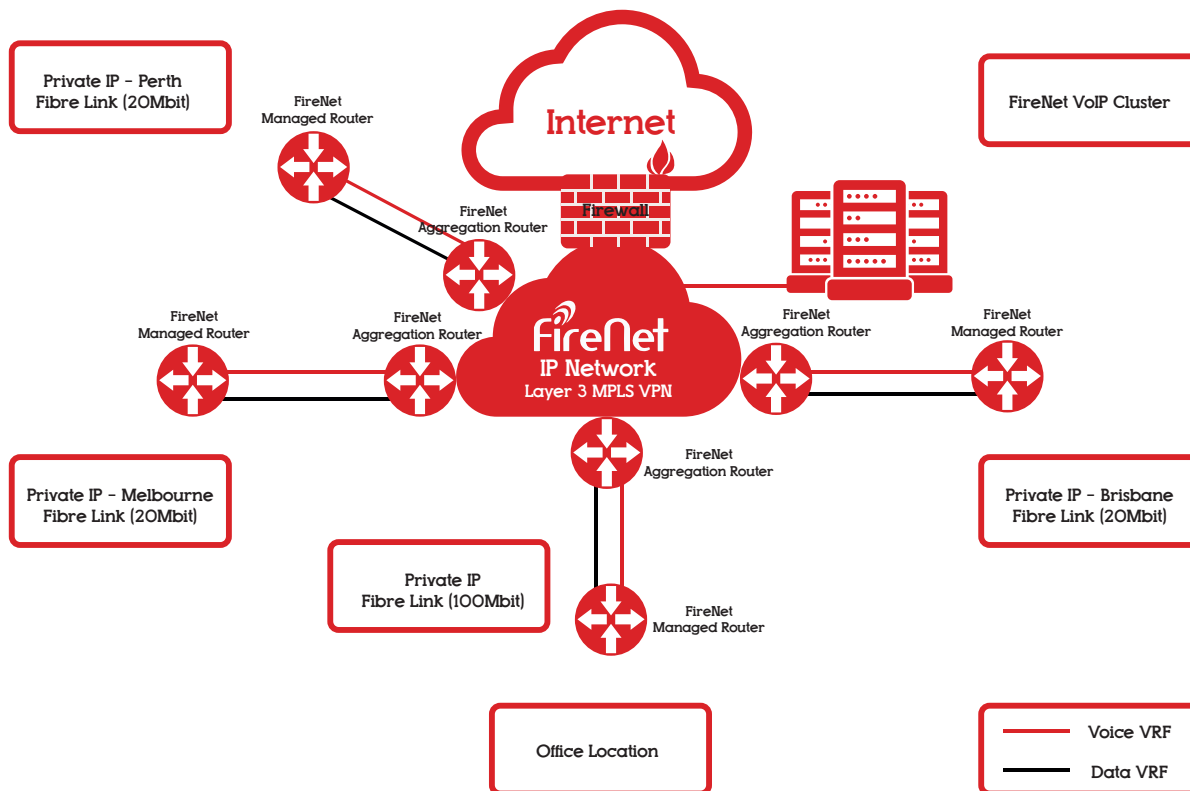 Private IP - Perth
Fibre Link (20Mbit)
FireNet
Managed Router
Internet
FireNet VoIP Cluster
Firewall
FireNet
Aggregation Router
FireNet
Managed Router
FireNet
Aggregation Router
FireNet
IP Network
Layer 3 MPLS VPN
FireNet
Aggregation Router
FireNet
Managed Router
Private IP - Melbourne
Fibre Link (20Mbit)
FireNet
Aggregation Router
Private IP - Brisbane
Fibre Link (20Mbit)
Private IP
Fibre Link (100Mbit)
FireNet
Managed Router
Office Location
Voice VRF
Data VRF